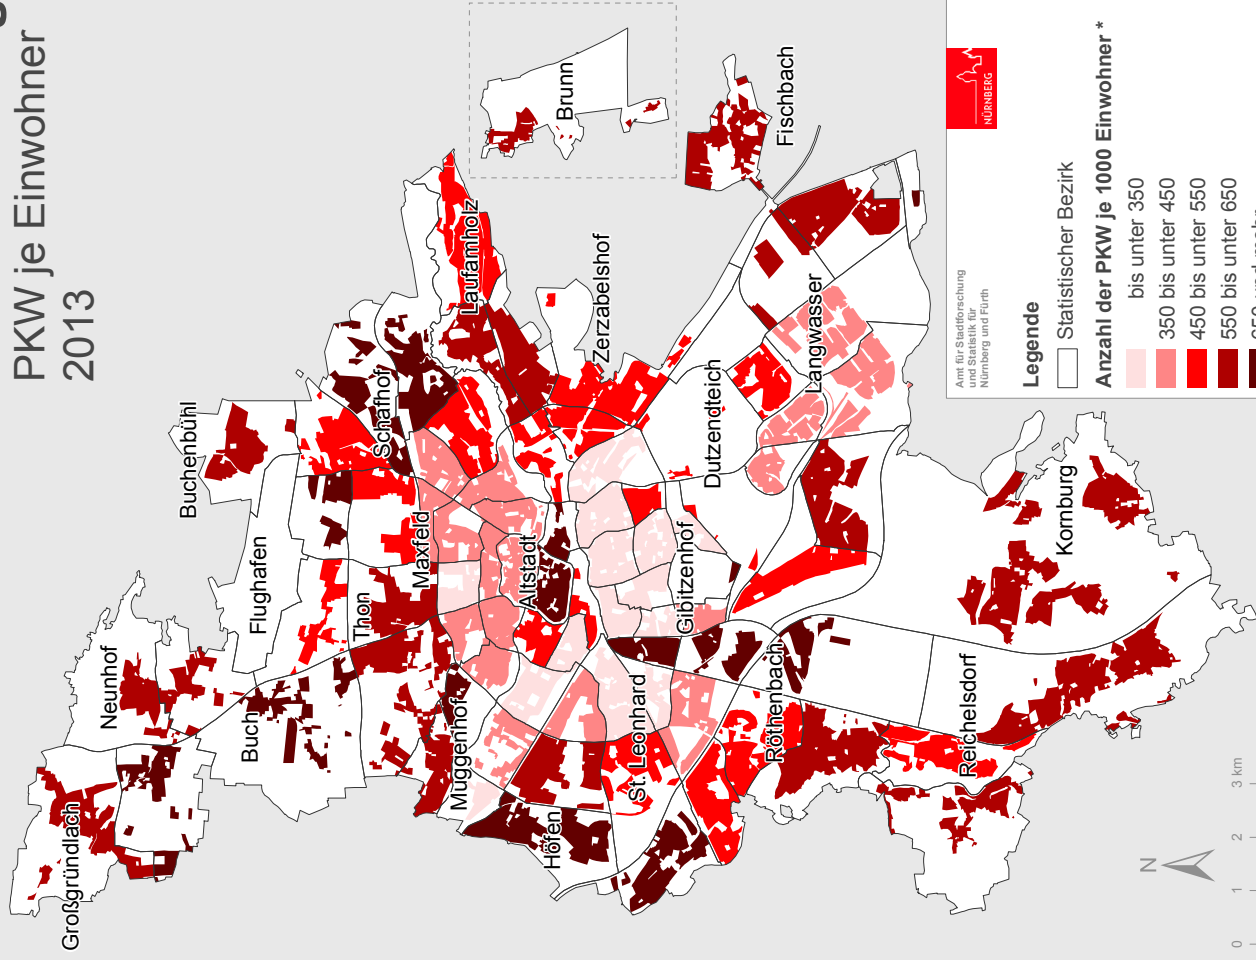 PKW je Einwohner
2013
Brunn
Fischbach
Laufamholz
Zerzabelshof
Langwasser
Dutzendteich
Schafhof
Buchenbühl
Flughafen
Maxfeld
Altstadt
Gibitzenhof
Kornburg
Thon
Neunhof
Buch
Muggenhof
St. Leonhard
Röthenbach
Reichelsdorf
Höfen
Großgründlach
NÜRNBERG
Amt für Stadtforschung
und Statistik für
Nürnberg und Fürth
Legende
Statistischer Bezirk
Anzahl der PKW je 1000 Einwohner *
bis unter 350
350 bis unter 450
450 bis unter 550
550 bis unter 650
N
0 1 2 3 km